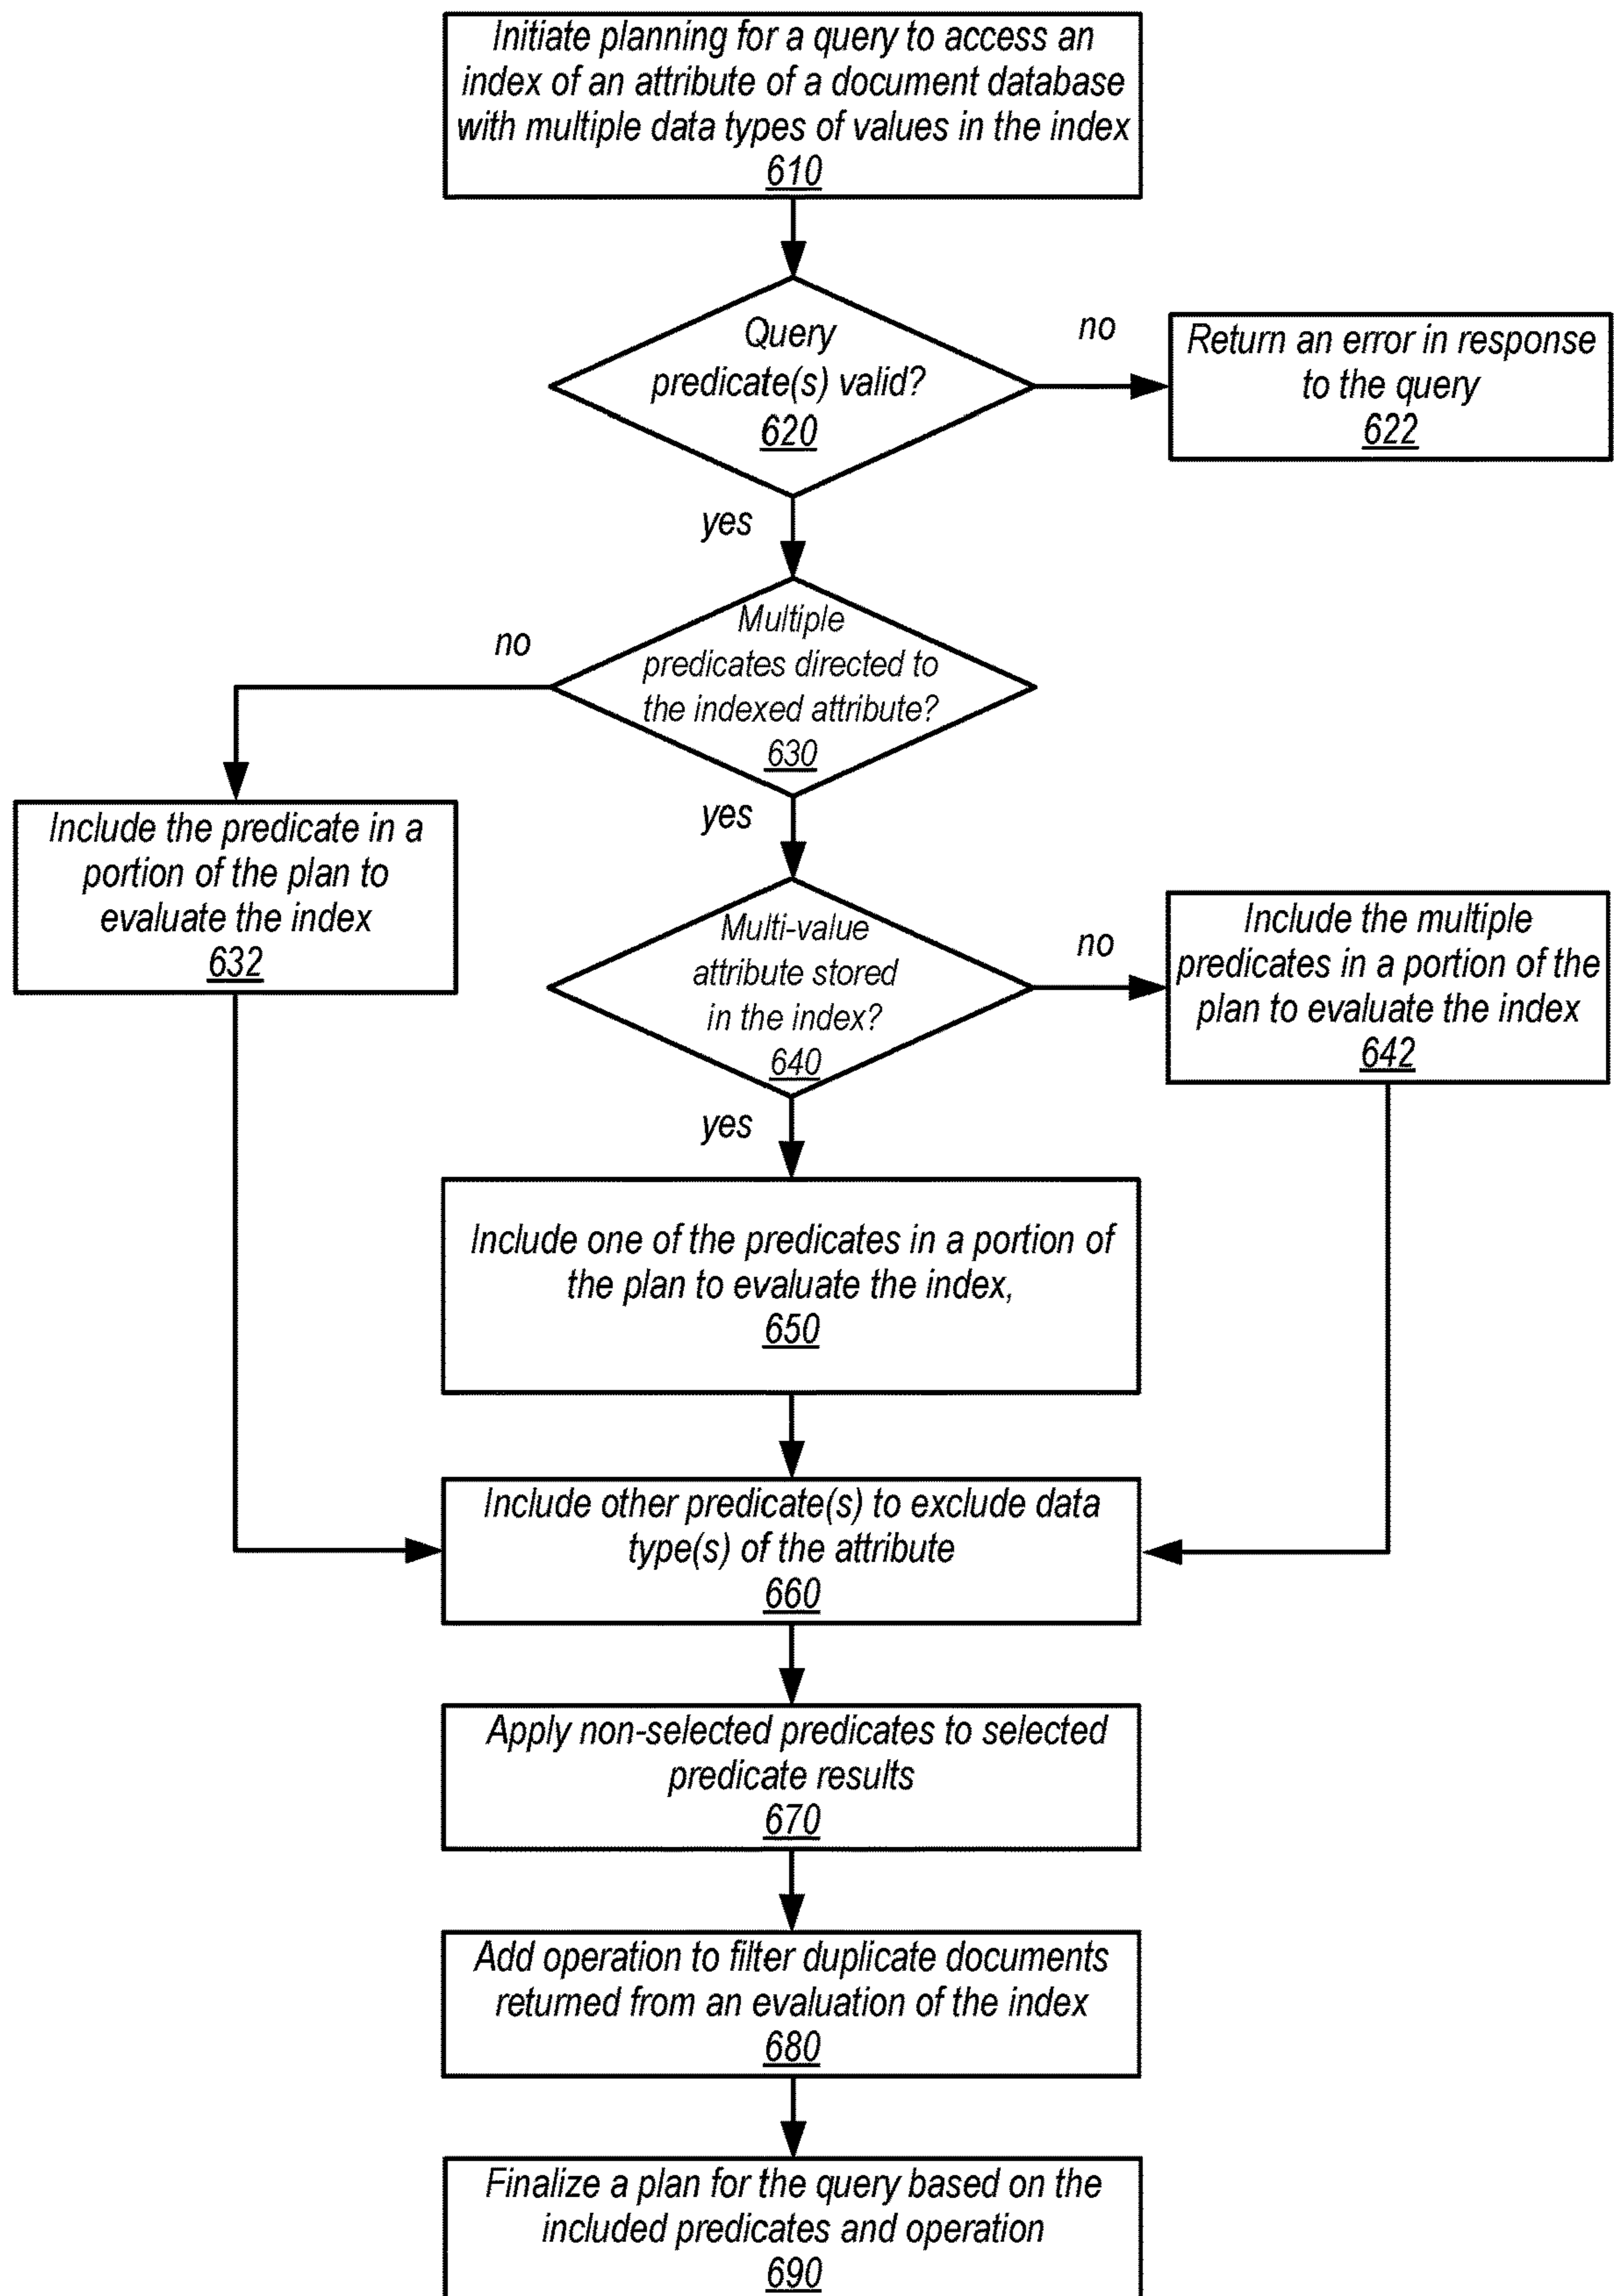 Initiate planning for a query to access an
index of an attribute of a document database
with multiple data types of values in the index
610
Query
predicate(s) valid?
620
no
Return an error in response
to the query
622
yes
Multiple
predicates directed to
the indexed attribute?
630
no
Include the predicate in a
portion of the plan to
evaluate the index
632
yes
Multi-value
attribute stored
in the index?
640
no
Include the multiple
predicates in a portion of the
plan to evaluate the index
642
yes
Include one of the predicates in a portion of
the plan to evaluate the index,
650
Include other predicate(s) to exclude data
type(s) of the attribute
660
Apply non-selected predicates to selected
predicate results
670
Add operation to filter duplicate documents
returned from an evaluation of the index
680
Finalize a plan for the query based on the
included predicates and operation
690